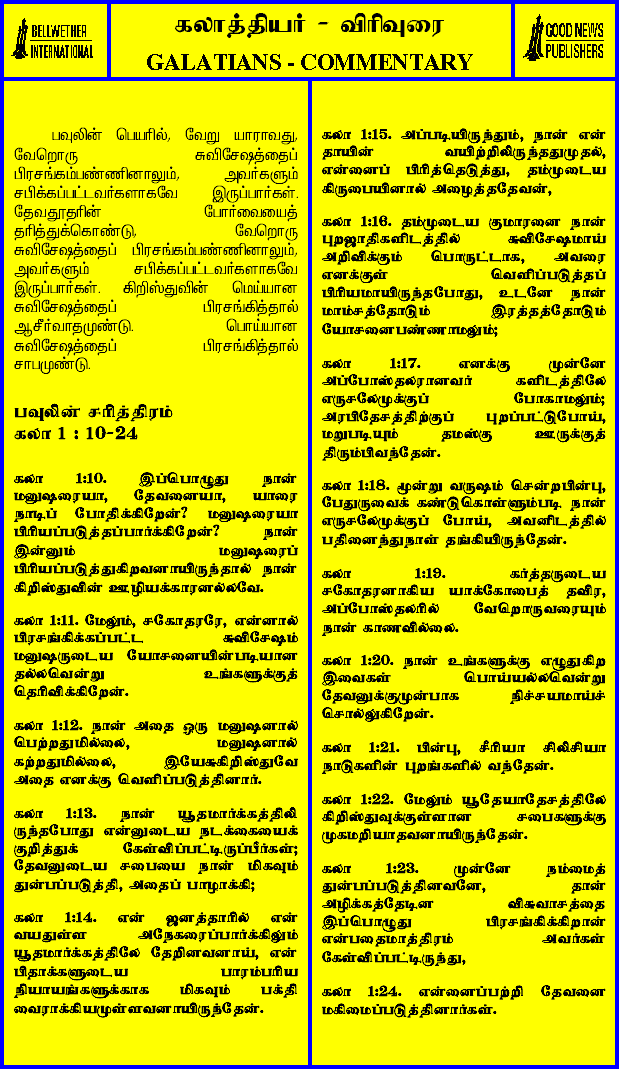 BELLWETHER
INTERNATIONAL
கலாத்தியர் - விரிவுரை
GALATIANS - COMMENTARY
GOOD NEWS
PUBLISHERS
பவுலின் பெயரில், வேறு யாராவது,
வேறொரு சுவிசேஷத்தைப்
பிரசங்கம்பண்ணினாலும், அவர்களும்
சபிக்கப்பட்டவர்களாகவே இருப்பார்கள்.
தேவதூதரின் போர்வையைத்
தரித்துக்கொண்டு, வேறொரு
சுவிசேஷத்தைப் பிரசங்கம்பண்ணினாலும்,
அவர்களும் சபிக்கப்பட்டவர்களாகவே
இருப்பார்கள். கிறிஸ்துவின் மெய்யான
சுவிசேஷத்தைப் பிரசங்கித்தால்
ஆசீர்வாதமுண்டு. பொய்யான
சுவிசேஷத்தைப் பிரசங்கித்தால்
சாபமுண்டு.
பவுலின் சரித்திரம்
கலா 1 : 10-24
கலா 1:10. இப்பொழுது நான்
மனுஷரையா, தேவனையா, யாரை
நாடிப் போதிக்கிறேன்? மனுஷரையா
பிரியப்படுத்தப்பார்க்கிறேன்? நான்
இன்னும் மனுஷரைப்
பிரியப்படுத்துகிறவனாயிருந்தால் நான்
கிறிஸ்துவின் ஊழியக்காரனல்லவே.
கலா 1:11. மேலும், சகோதரரே, என்னால்
பிரசங்கிக்கப்பட்ட சுவிசேஷம்
மனுஷருடைய யோசனையின்படியான
தல்லவென்று உங்களுக்குத்
தெரிவிக்கிறேன்.
கலா 1:12. நான் அதை ஒரு மனுஷனால்
பெற்றதுமில்லை, மனுஷனால்
கற்றதுமில்லை, இயேசுகிறிஸ்துவே
அதை எனக்கு வெளிப்படுத்தினார்.
கலா 1:13. நான் யூதமார்க்கத்திலி
ருந்தபோது என்னுடைய நடக்கையைக்
குறித்துக் கேள்விப்பட்டிருப்பீர்கள்;
தேவனுடைய சபையை நான் மிகவும்
துன்பப்படுத்தி, அதைப் பாழாக்கி;
கலா 1:14. என் ஜனத்தாரில் என்
வயதுள்ள அநேகரைப்பார்க்கிலும்
யூதமார்க்கத்திலே தேறினவனாய், என்
பிதாக்களுடைய பாரம்பரிய
நியாயங்களுக்காக மிகவும் பக்தி
வைராக்கியமுள்ளவனாயிருந்தேன்.
கலா 1:15. அப்படியிருந்தும், நான் என்
தாயின் வயிற்றிலிருந்ததுமுதல்,
என்னைப் பிரித்தெடுத்து, தம்முடைய
கிருபையினால் அழைத்ததேவன்,
கலா 1:16. தம்முடைய குமாரனை நான்
புறஜாதிகளிடத்தில் சுவிசேஷமாய்
அறிவிக்கும் பொருட்டாக, அவரை
எனக்குள் வெளிப்படுத்தப்
பிரியமாயிருந்தபோது, உடனே நான்
மாம்சத்தோடும் இரத்தத்தோடும்
யோசனைபண்ணாமலும்;
கலா 1:17. எனக்கு முன்னே
அப்போஸ்தலரானவர் களிடத்திலே
எருசலேமுக்குப் போகாமலும்;
அரபிதேசத்திற்குப் புறப்பட்டுபோய்,
மறுபடியும் தமஸ்கு ஊருக்குத்
திரும்பிவந்தேன்.
கலா 1:18. மூன்று வருஷம் சென்றபின்பு,
பேதுருவைக் கண்டுகொள்ளும்படி நான்
எருசலேமுக்குப் போய், அவனிடத்தில்
பதினைந்துநாள் தங்கியிருந்தேன்.
கலா 1:19. கர்த்தருடைய
சகோதரனாகிய யாக்கோபைத் தவிர,
அப்போஸ்தலரில் வேறொருவரையும்
நான் காணவில்லை.
கலா 1:20. நான் உங்களுக்கு எழுதுகிற
இவைகள் பொய்யல்லவென்று
தேவனுக்குமுன்பாக நிச்சயமாய்ச்
சொல்லுகிறேன்.
கலா 1:21. பின்பு, சீரியா சிலிசியா
நாடுகளின் புறங்களில் வந்தேன்.
கலா 1:22. மேலும் யூதேயாதேசத்திலே
கிறிஸ்துவுக்குள்ளான சபைகளுக்கு
முகமறியாதவனாயிருந்தேன்.
கலா 1:23. முன்னே நம்மைத்
துன்பப்படுத்தினவனே, தான்
அழிக்கத்தேடின விசுவாசத்தை
இப்பொழுது பிரசங்கிக்கிறான்
என்பதைமாத்திரம் அவர்கள்
கேள்விப்பட்டிருந்து,
கலா 1:24. என்னைப்பற்றி தேவனை
மகிமைப்படுத்தினார்கள்.